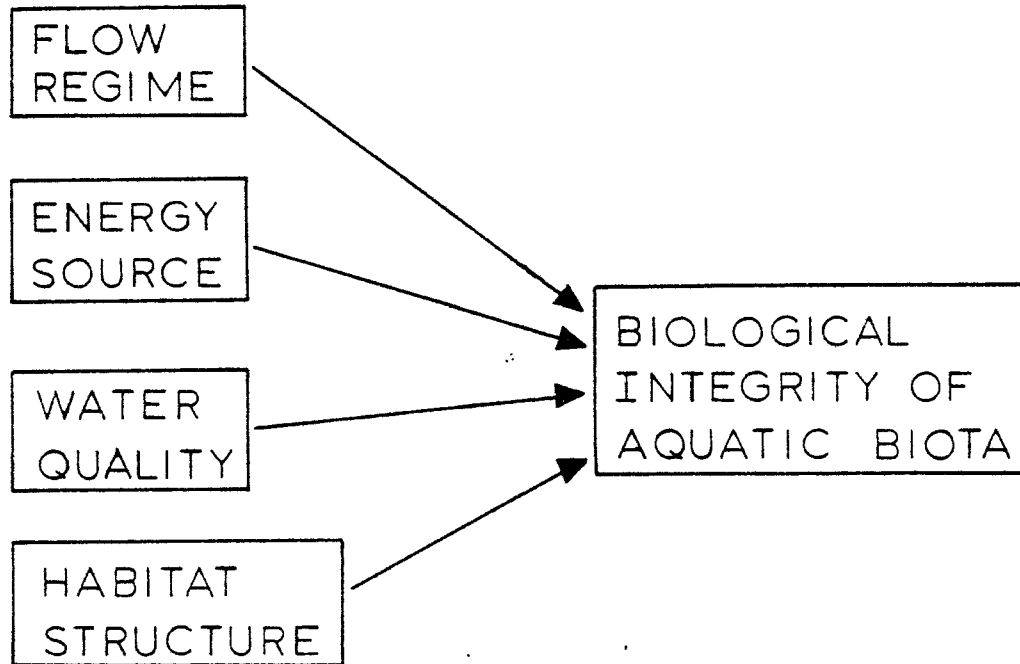 FLOW
REGIME
ENERGY
SOURCE
WATER
QUALITY
HABITAT
STRUCTURE
BIOLOGICAL
INTEGRITY OF
AQUATIC BIOTA